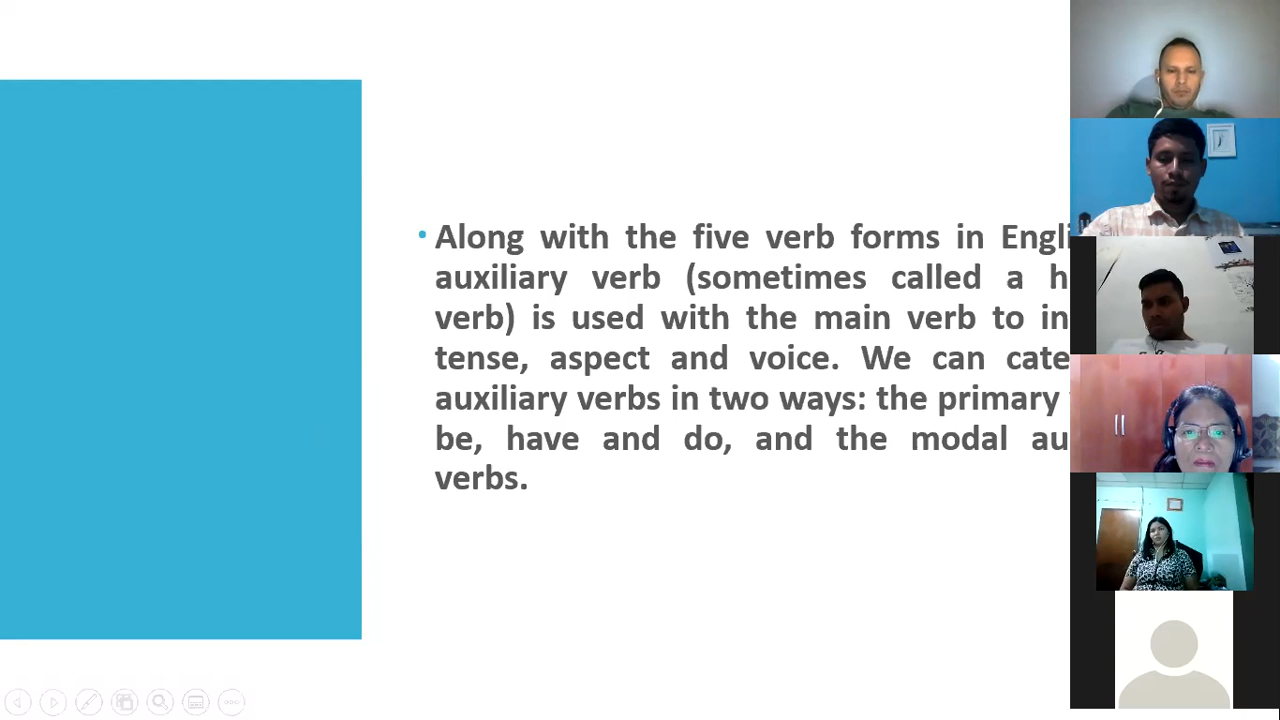 Along with the five verb forms in Engli
auxiliary verb (sometimes called a h
verb) is used with the main verb to in
tense, aspect and voice. We can cate
auxiliary verbs in two ways: the primary
be, have and do, and the modal au
verbs.